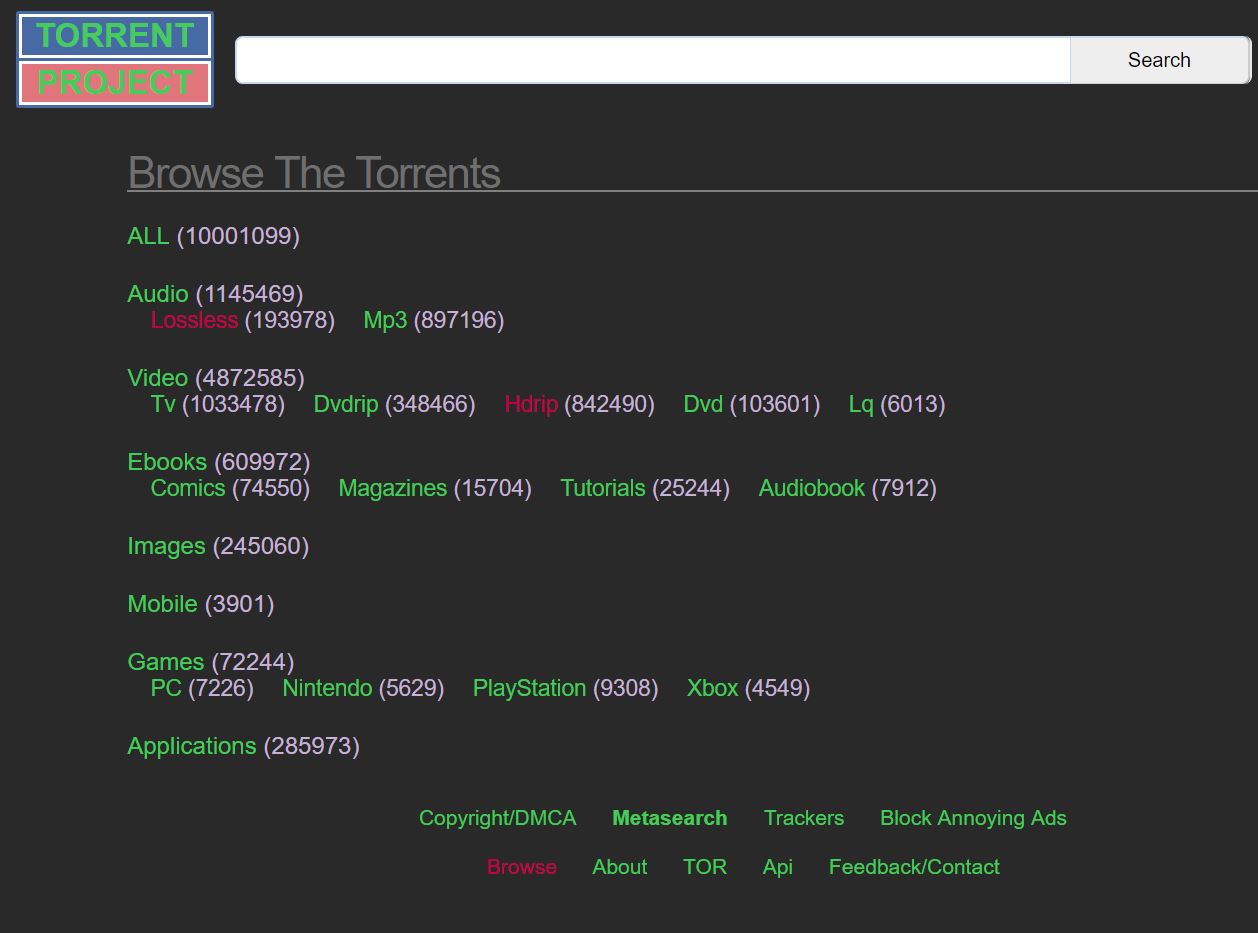 TORRENT
PROJECT
Search
Browse The Torrents
ALL (10001099)
Audio (1145469)
Lossless (193978) Mp3 (897196)
Video (4872585)
Tv (1033478) Dvdrip (348466) Hdrip (842490) Dvd (103601) Lq (6013)
Ebooks (609972)
Comics (74550) Magazines (15704) Tutorials (25244) Audiobook (7912)
Images (245060)
Mobile (3901)
Games (72244)
PC (7226) Nintendo (5629) PlayStation (9308) Xbox (4549)
Applications (285973)
Copyright/DMCA Metasearch Trackers Block Annoying Ads
Browse About TOR Api Feedback/Contact